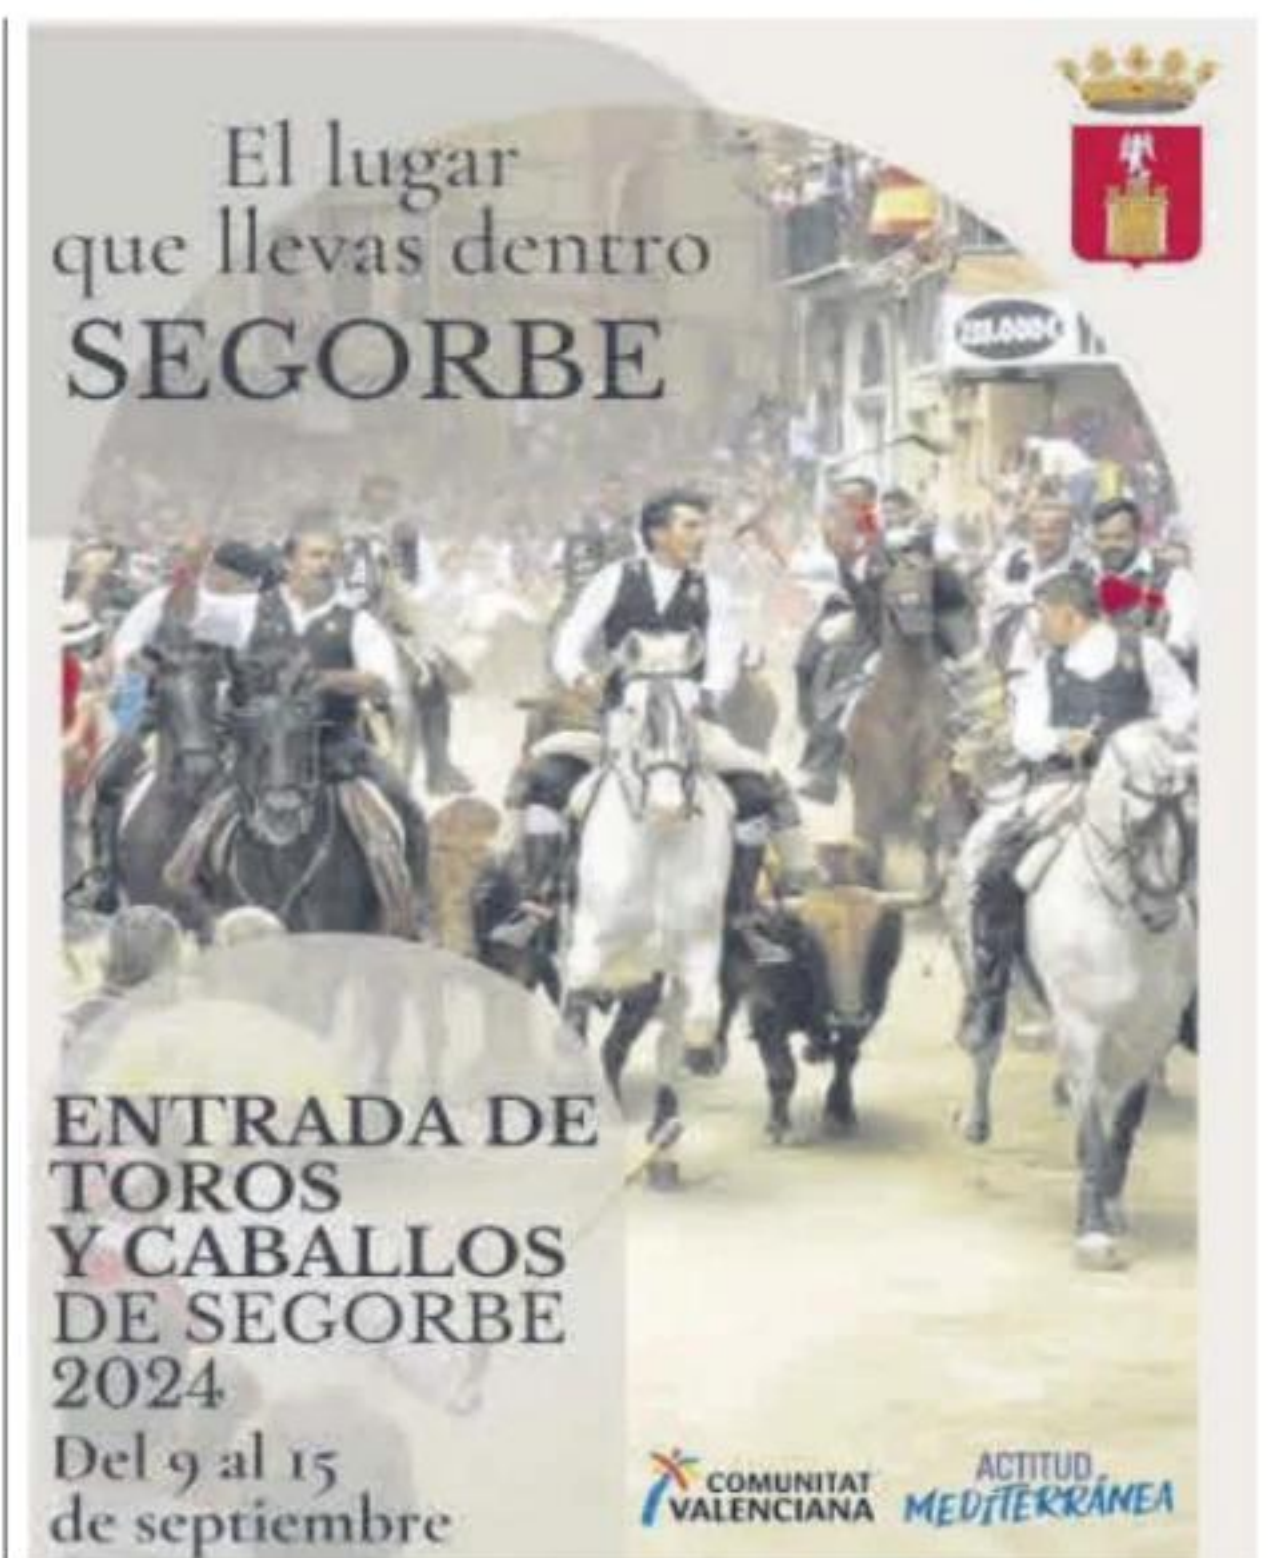 El lugar
que llevas dentro
SEGORBE
ENTRADA DE
TOROS
Y CABALLOS
DE SEGORBE
2024
Del 9 al 15
de septiembre
COMUNITAT
VALENCIANA
ACTITUD
MEDITERRÁNEA